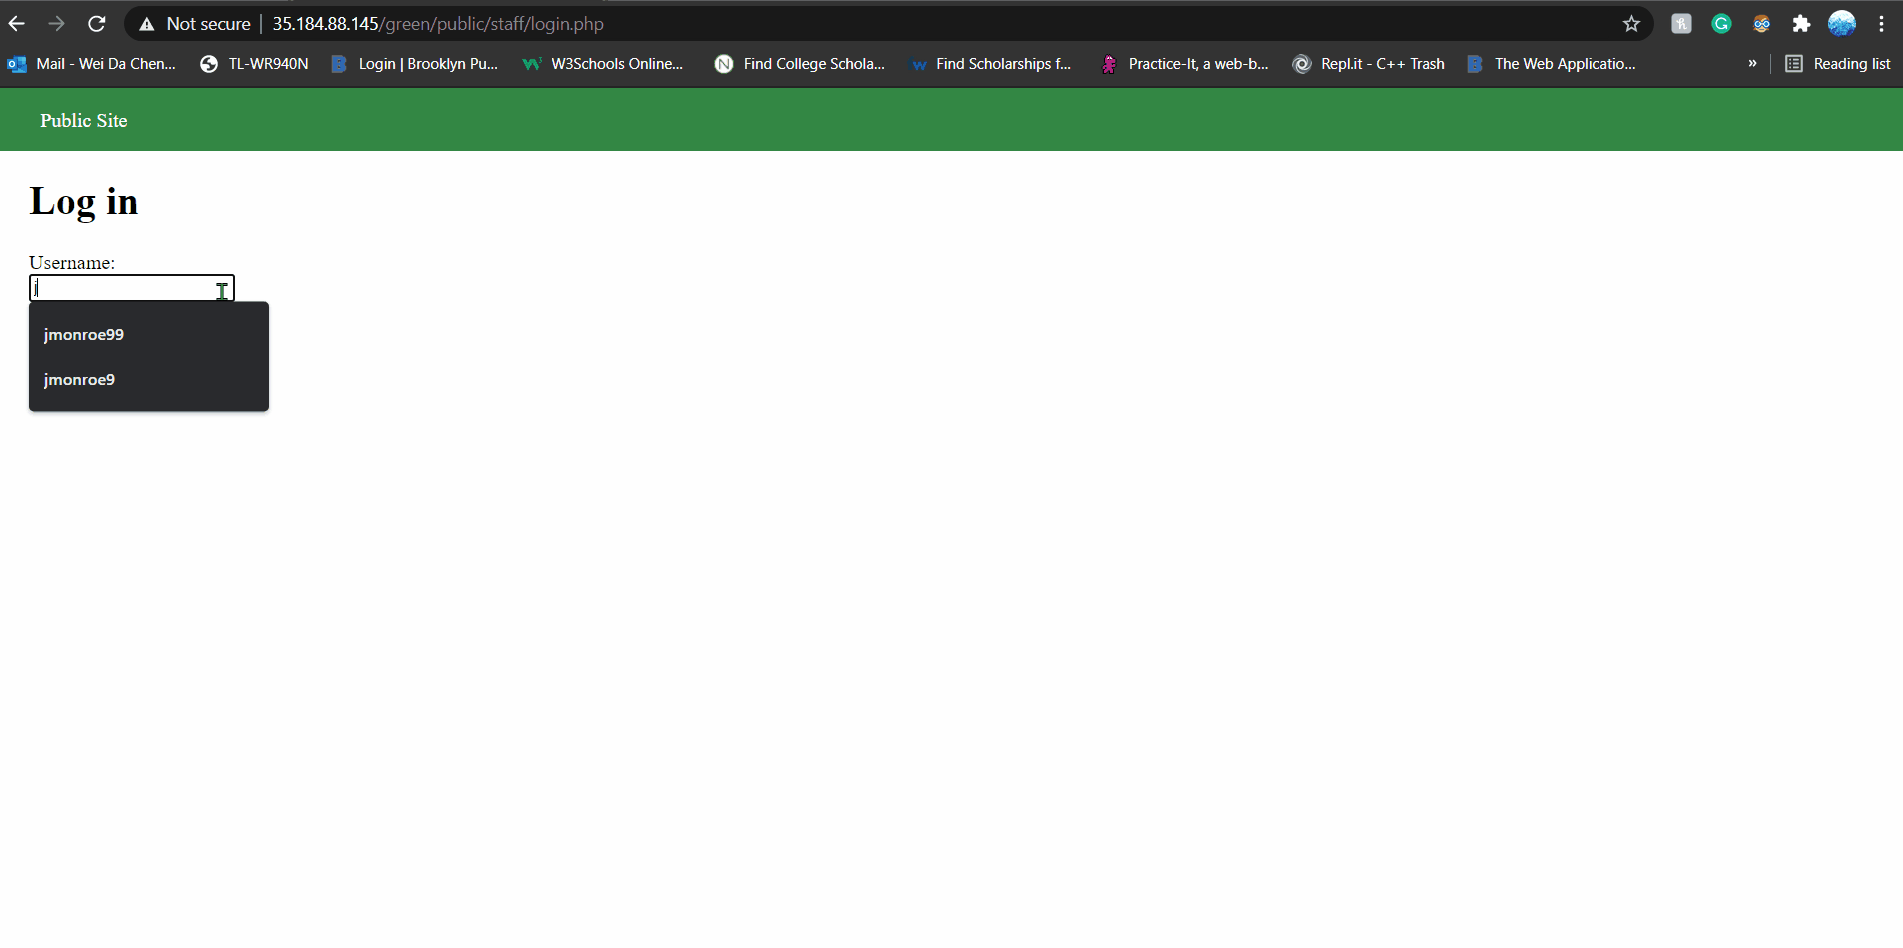 Not secure | 35.184.88.145/green/public/staff/login.php
Mail - Wei Da Chen... TL-WR940N Login | Brooklyn Pu... W3Schools Online... Find College Schola... Find Scholarships f... Practice-It, a web-b... Repl.it - C++ Trash The Web Applicatio... » Reading list
Public Site
Log in
Username:
j
jmonroe99
jmonroe9